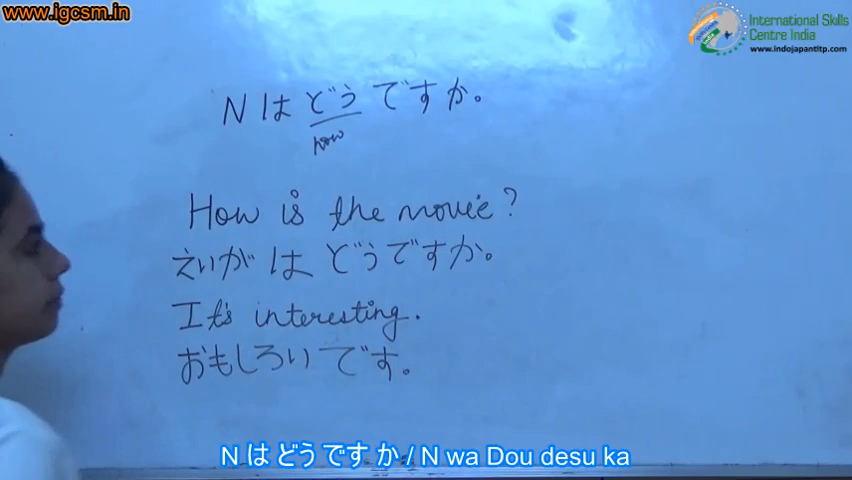 www.igcsm.in
International Skills
Centre India
www.indojapantitp.com
N は どう ですか。
how
How is the movie?
えいが は どうですか。
It's interesting.
おもしろいです。
N は どう です か / N wa Dou desu ka